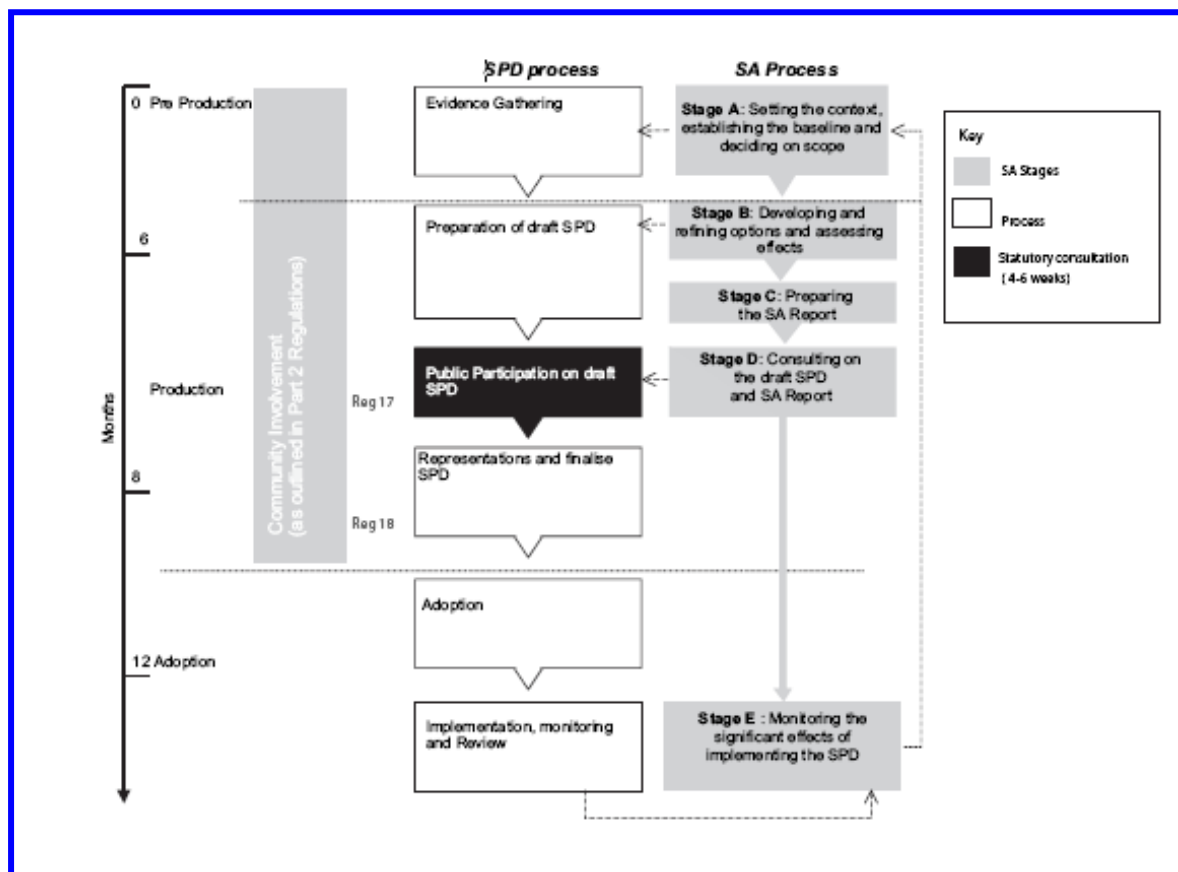 SPD process
SA Process
0 Pre Production
Evidence Gathering
Stage A: Setting the context,
establishing the baseline and
deciding on scope
Key
SA Stages
Process
Statutory consultation
( 4-6 weeks)
6
Preparation of draft SPD
Stage B: Developing and
refining options and assessing
effects
Stage C: Preparing
the SA Report
Months
Production
Community Involvement
(as outlined in Part 2 Regulations)
Reg17
Public Participation on draft
SPD
Stage D: Consulting on
the draft SPD
and SA Report
8
Reg18
Representations and finalise
SPD
Adoption
12 Adoption
Implementation, monitoring
and Review
Stage E : Monitoring the
significant effects of
implementing the SPD